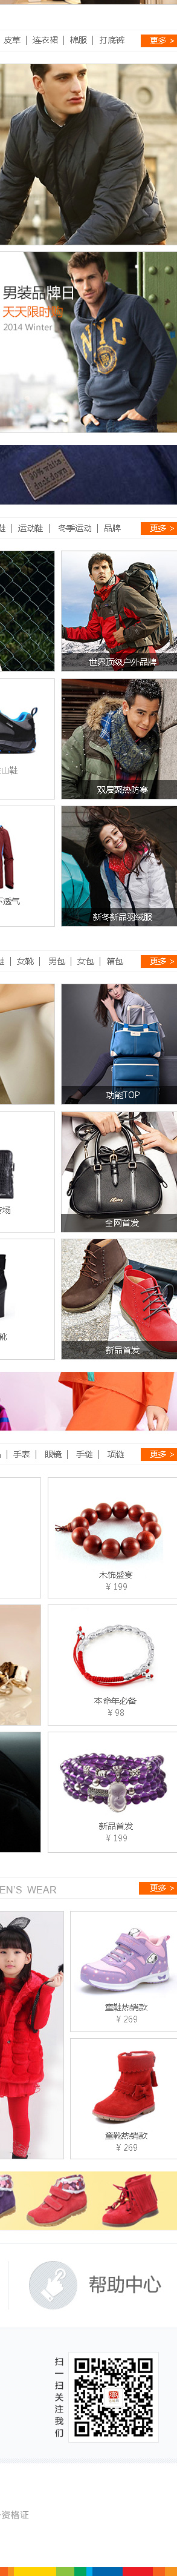 皮草 | 连衣裙 | 棉服 | 打底裤 更多 >
男装品牌日
天天限时购
2014 Winter
NAVIGARE
鞋 | 运动鞋 | 冬季运动 | 品牌 更多 >
世界顶级户外品牌
山鞋
双层聚热防寒
不透气
新冬新品羽绒服
鞋 | 女靴 | 男包 | 女包 | 箱包 更多 >
功能TOP
场
全网首发
靴
新品首发
| 手表 | 眼镜 | 手链 | 项链 更多 >
木饰盛宴
¥ 199
本命年必备
¥ 98
新品首发
¥ 199
EN'S WEAR 更多 >
童鞋热销款
¥ 269
童靴热销款
¥ 269
帮助中心
扫一扫关注我们
资格证